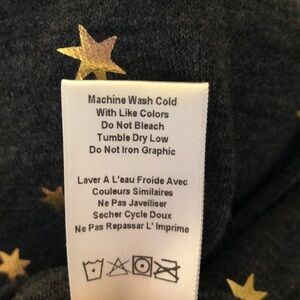 Machine Wash Cold
With Like Colors
Do Not Bleach
Tumble Dry Low
Do Not Iron Graphic
Laver A L'eau Froide Avec
Couleurs Similaires
Ne Pas Javelliser
Secher Cycle Doux
Ne Pas Repassar L' Imprime